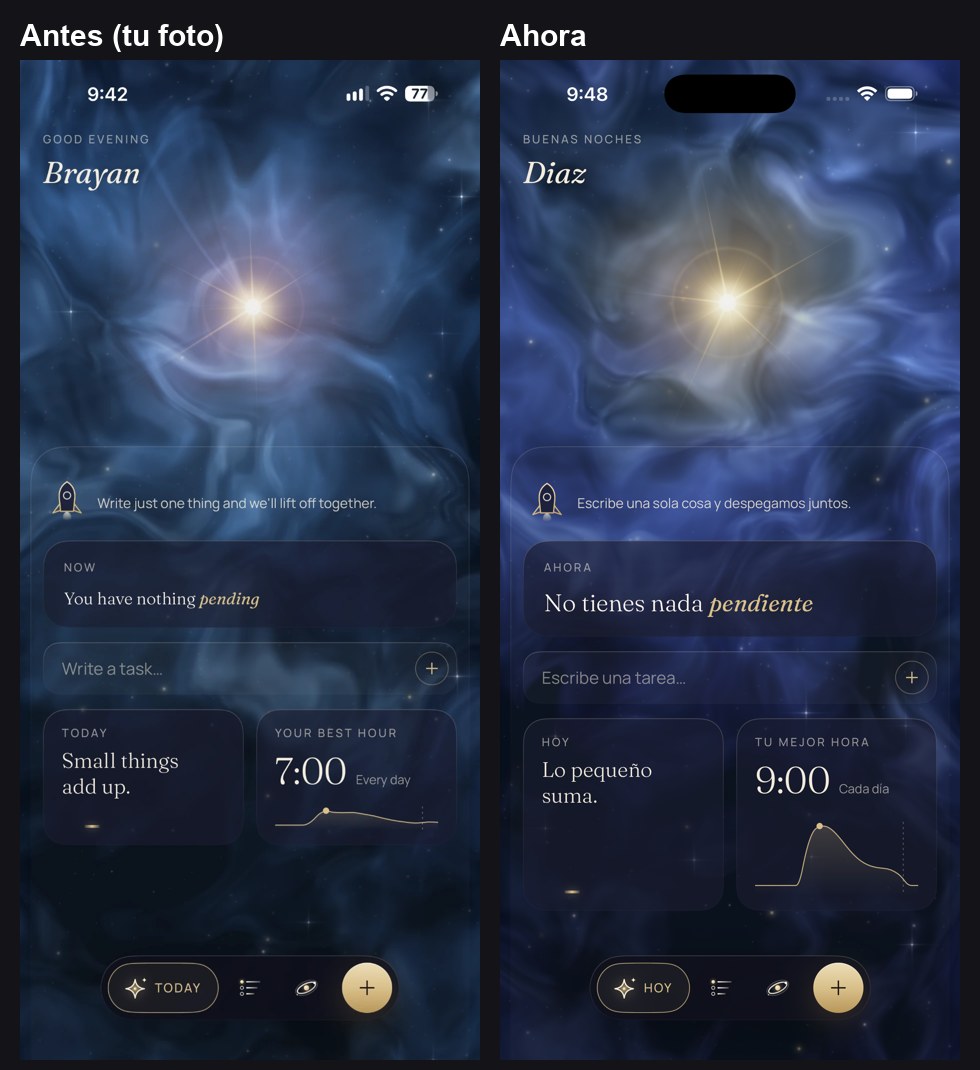 Antes (tu foto)
9:42
77
GOOD EVENING
Brayan
Write just one thing and we'll lift off together.
NOW
You have nothing pending
Write a task...
TODAY
Small things
add up.
YOUR BEST HOUR
7:00 Every day
TODAY
Ahora
9:48
BUENAS NOCHES
Diaz
Escribe una sola cosa y despegamos juntos.
AHORA
No tienes nada pendiente
Escribe una tarea...
HOY
Lo pequeño
suma.
TU MEJOR HORA
9:00 Cada día
HOY